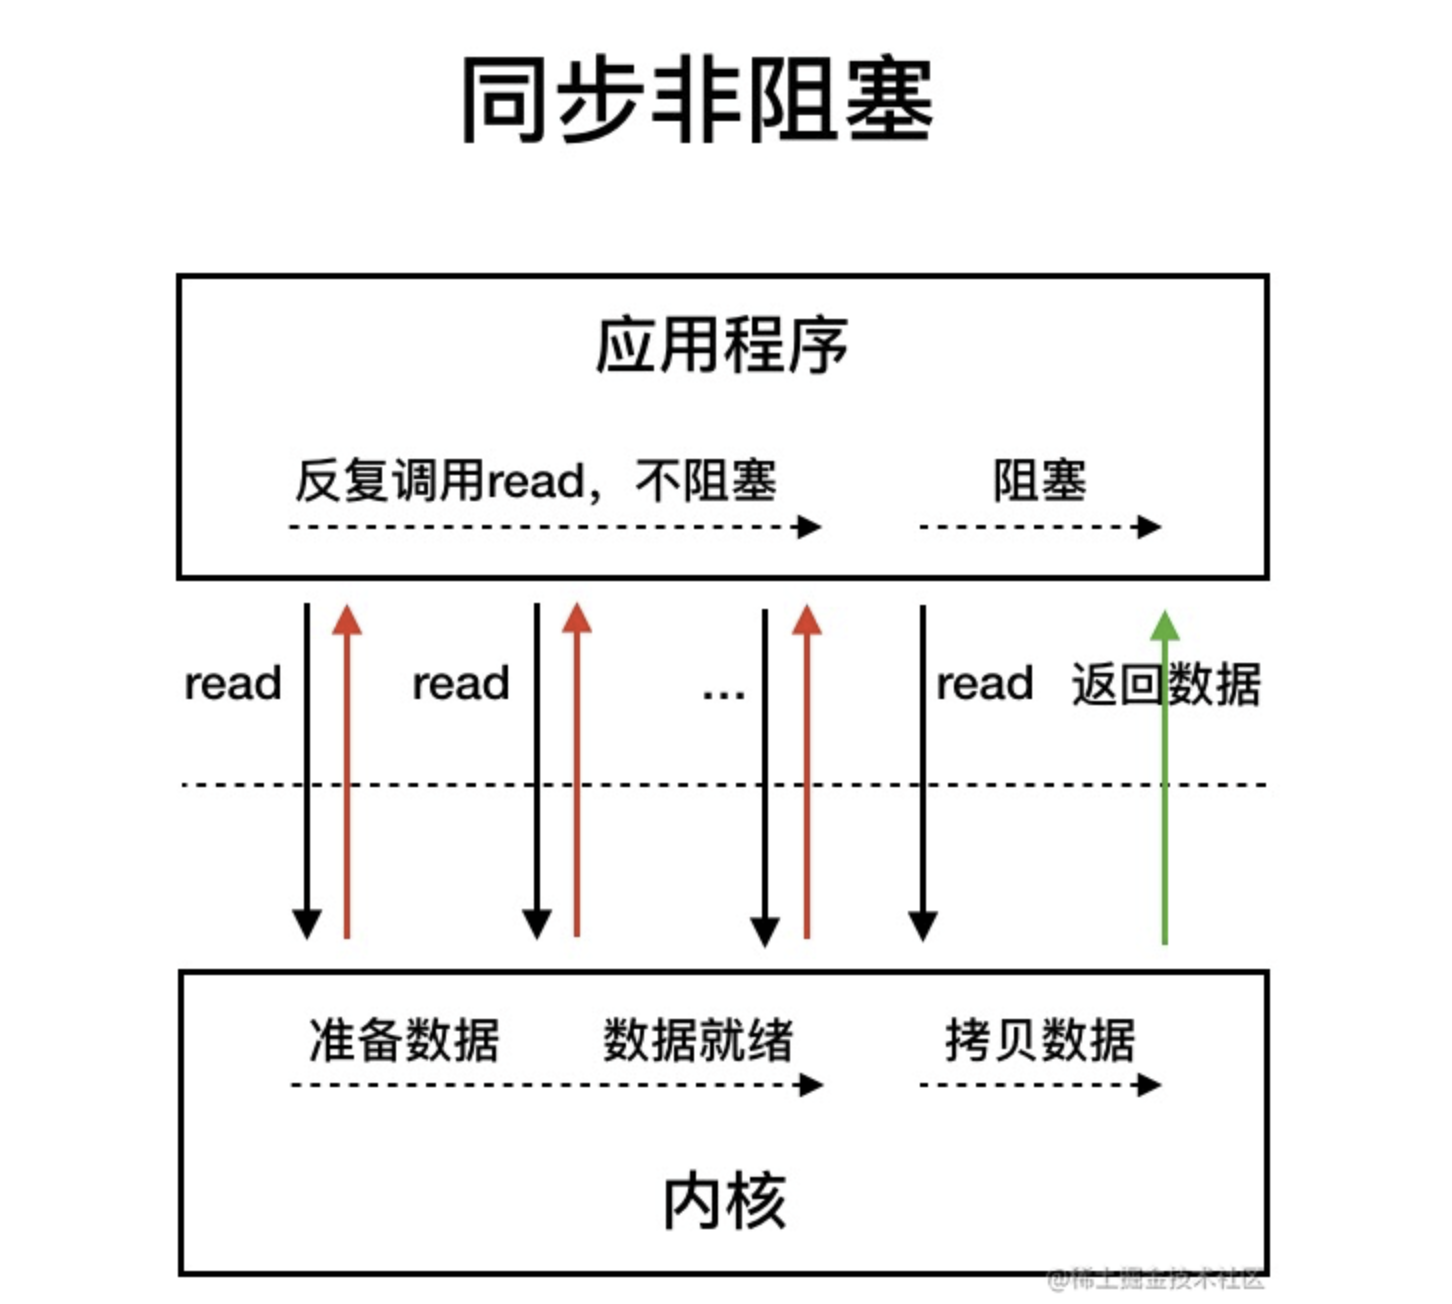 同步非阻塞
应用程序
反复调用read，不阻塞
阻塞
read
read
...
read
返回数据
准备数据
数据就绪
拷贝数据
内核
@稀土掘金技术社区